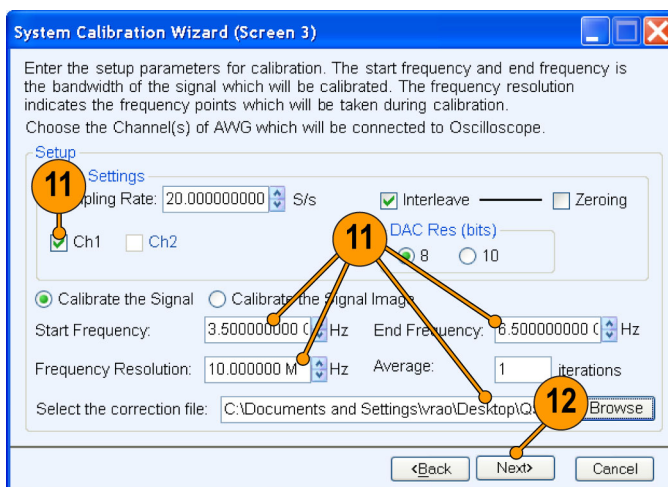 System Calibration Wizard (Screen 3)
Enter the setup parameters for calibration. The start frequency and end frequency is
the bandwidth of the signal which will be calibrated. The frequency resolution
indicates the frequency points which will be taken during calibration.
Choose the Channel(s) of AWG which will be connected to Oscilloscope.
Setup
Settings
11
pling Rate: 20.000000000 S/s Interleave Zeroing
Ch1 Ch2
11
DAC Res (bits)
8 10
Calibrate the Signal Calibrate the Signal Image
Start Frequency: 3.500000000 Hz End Frequency: 6.500000000 Hz
Frequency Resolution: 10.000000 M Hz Average: 1 iterations
Select the correction file: C:\Documents and Settings\vrao\Desktop\ Browse
12
<Back Next> Cancel